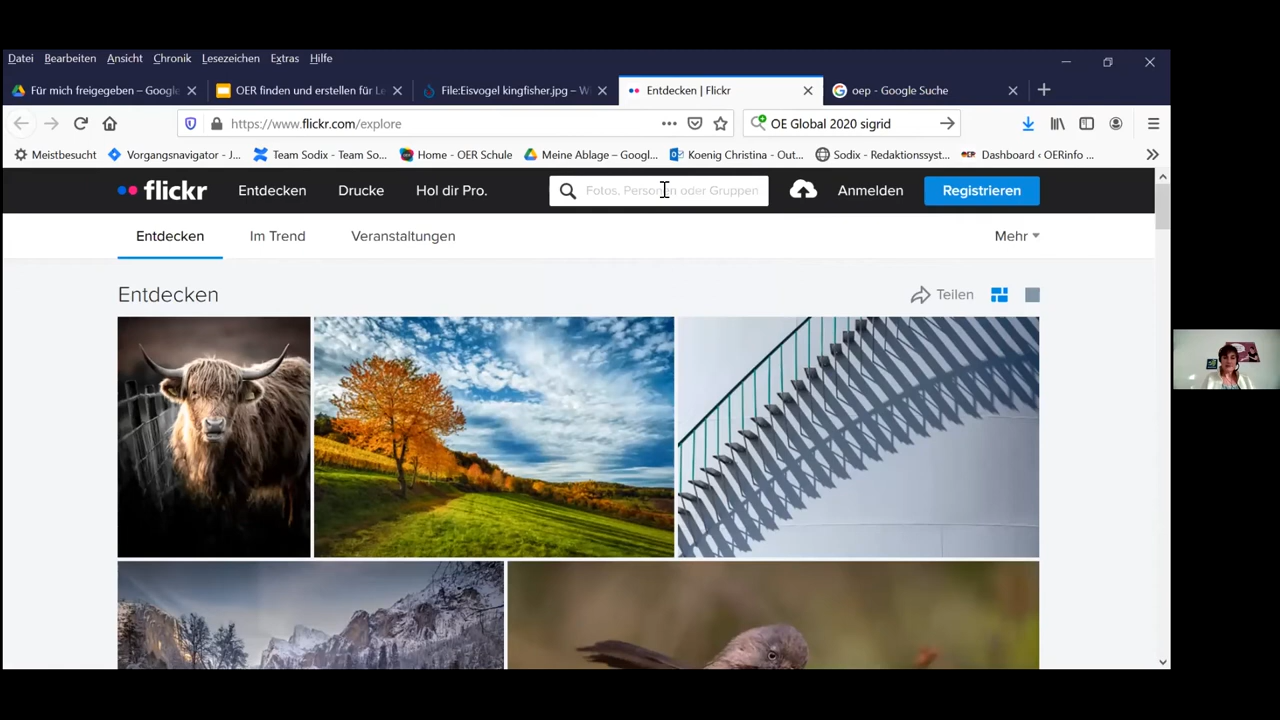 Datei Bearbeiten Ansicht Chronik Lesezeichen Extras Hilfe
Für mich freigegeben – Google OER finden und erstellen für Le File:Eisvogel kingfisher.jpg – Wi Entdecken | Flickr oep - Google Suche
https://www.flickr.com/explore OE Global 2020 sigrid
Meistbesucht Vorgangsnavigator - J... Team Sodix - Team So... Home - OER Schule Meine Ablage – Googl... Koenig Christina - Out... Sodix - Redaktionssyst... Dashboard ‹ OERinfo ...
flickr Entdecken Drucke Hol dir Pro. Fotos, Personen oder Gruppen Anmelden Registrieren
Entdecken Im Trend Veranstaltungen Mehr
Entdecken Teilen